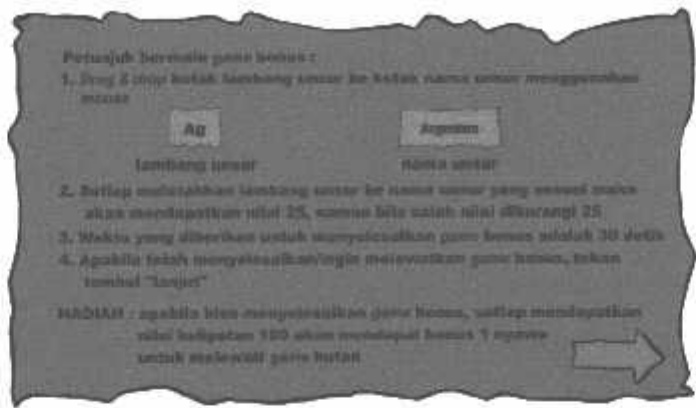 Petunjuk bermain game bonus :
1. Drag & drop kotak lambang unsur ke kotak nama unsur menggunakan
mouse
Ag
Argentum
lambang unsur
nama unsur
2. Setiap meletakkan lambang unsur ke nama unsur yang sesuai maka
akan mendapatkan nilai 25, namun bila salah nilai dikurangi 25
3. Waktu yang diberikan untuk menyelesaikan game bonus adalah 30 detik
4. Apabila telah menyelesaikan/ingin melewatkan game bonus, tekan
tombol "lanjut"
HADIAH : apabila bisa menyelesaikan game bonus, setiap mendapatkan
nilai kelipatan 100 akan mendapat bonus 1 nyawa
untuk melewati game hutan